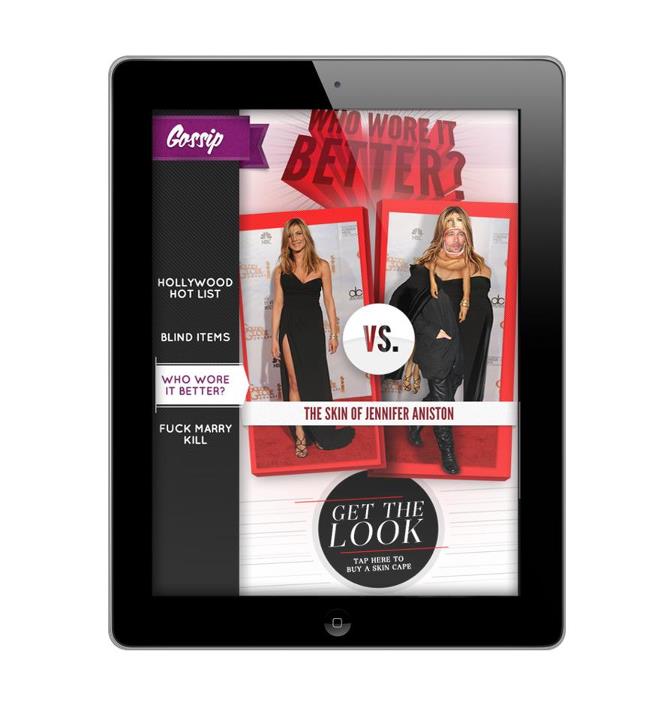 Gossip
HOLLYWOOD
HOT LIST
BLIND ITEMS
WHO WORE
IT BETTER?
FUCK MARRY
KILL
WHO WORE IT
BETTER?
NBC
VS.
THE SKIN OF JENNIFER ANISTON
GET THE
LOOK
TAP HERE TO
BUY A SKIN CAPE